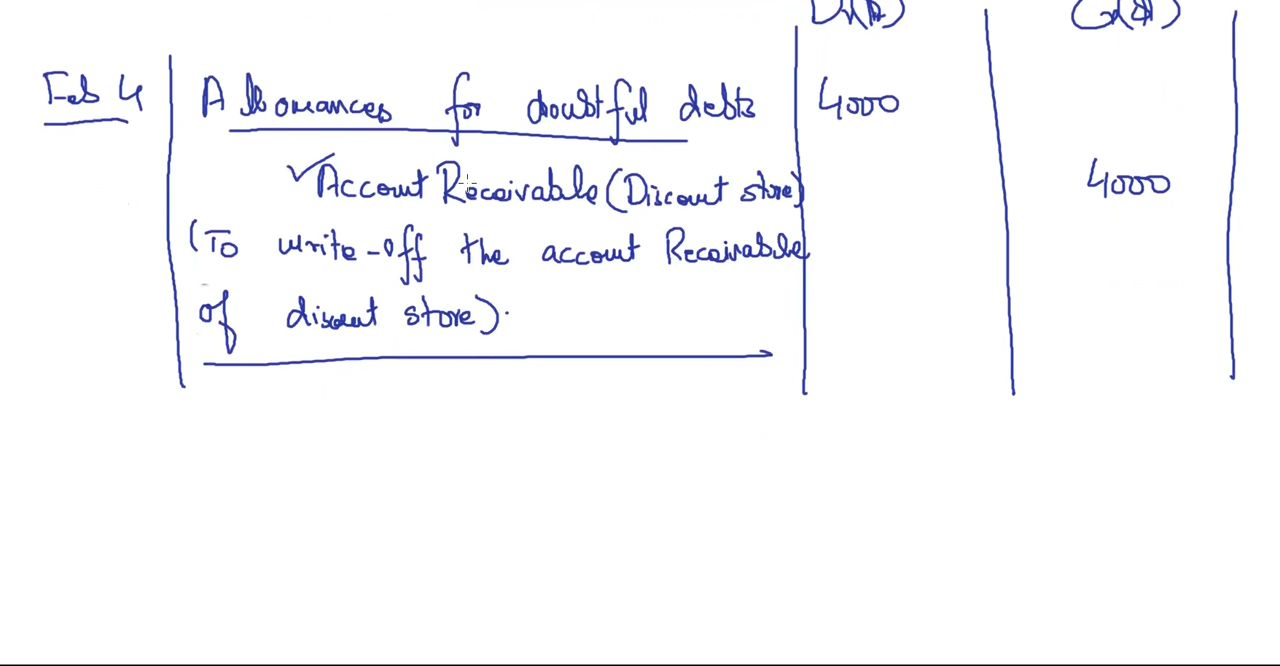 Feb 4 Allowances for doubtful debts 4000
Account Receivable (Discount store) 4000
(To write-off the account Receivable
of discount store).